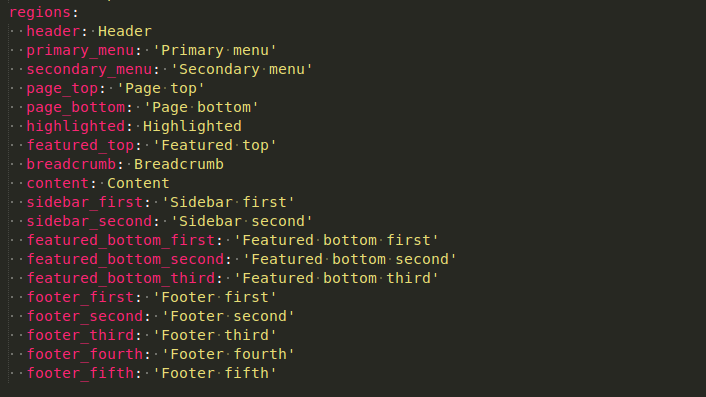 regions:
  header: Header
  primary_menu: 'Primary menu'
  secondary_menu: 'Secondary menu'
  page_top: 'Page top'
  page_bottom: 'Page bottom'
  highlighted: Highlighted
  featured_top: 'Featured top'
  breadcrumb: Breadcrumb
  content: Content
  sidebar_first: 'Sidebar first'
  sidebar_second: 'Sidebar second'
  featured_bottom_first: 'Featured bottom first'
  featured_bottom_second: 'Featured bottom second'
  featured_bottom_third: 'Featured bottom third'
  footer_first: 'Footer first'
  footer_second: 'Footer second'
  footer_third: 'Footer third'
  footer_fourth: 'Footer fourth'
  footer_fifth: 'Footer fifth'